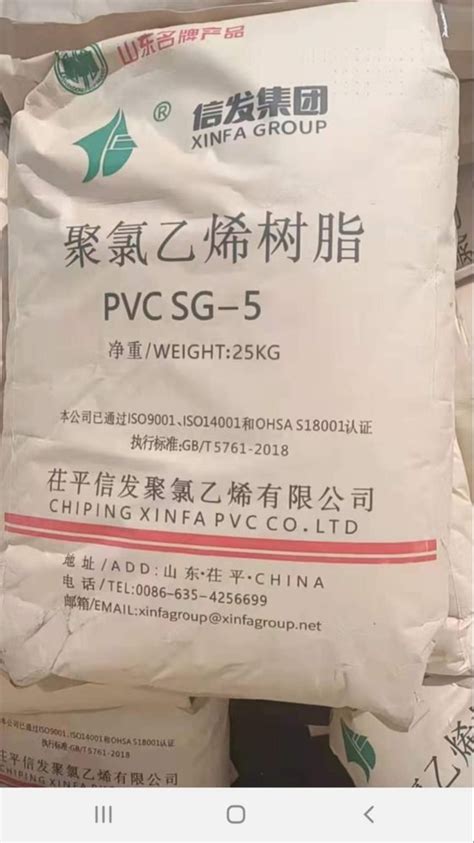 山东名牌产品
® 信发集团
XINFA GROUP
聚氯乙烯树脂
PVC SG-5
净重/WEIGHT:25KG
本公司已通过ISO9001、ISO14001和OHSA S18001认证
执行标准:GB/T 5761-2018
茌平信发聚氯乙烯有限公司
CHIPING XINFA PVC CO.LTD
地 址/ADD:山 东·茌 平·CHINA
电 话/TEL:0086-635-4256699
邮箱/EMAIL:xinfagroup@xinfagroup.net
本公司已通过ISO9001、ISO14001和OHSA S18001认证
执行标准:GB/T 5761-2018
茌平信发聚氯乙烯有限公司
CHIPING XINFA PVC CO.LTD
乙烯